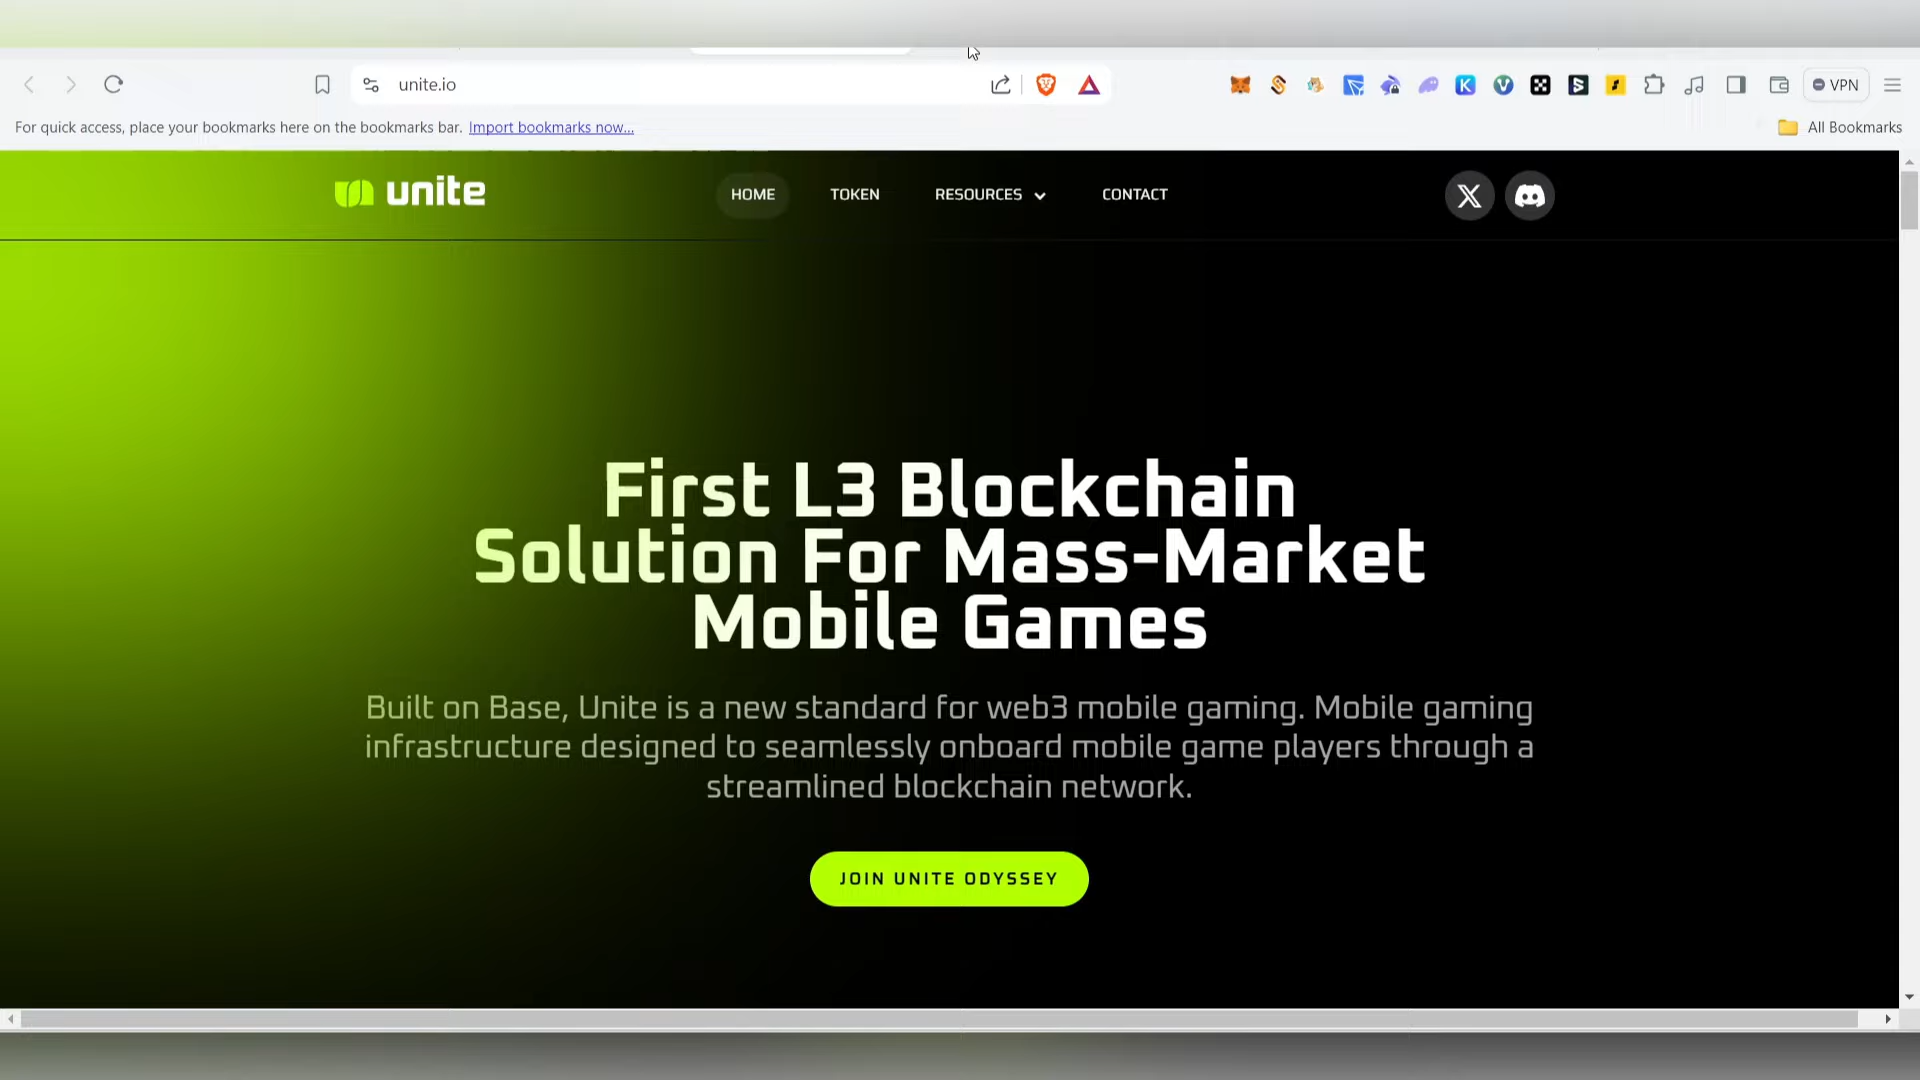 unite.io
VPN
For quick access, place your bookmarks here on the bookmarks bar. Import bookmarks now...
All Bookmarks
unite
HOME
TOKEN
RESOURCES
CONTACT
First L3 Blockchain
Solution For Mass-Market
Mobile Games
Built on Base, Unite is a new standard for web3 mobile gaming. Mobile gaming
infrastructure designed to seamlessly onboard mobile game players through a
streamlined blockchain network.
JOIN UNITE ODYSSEY